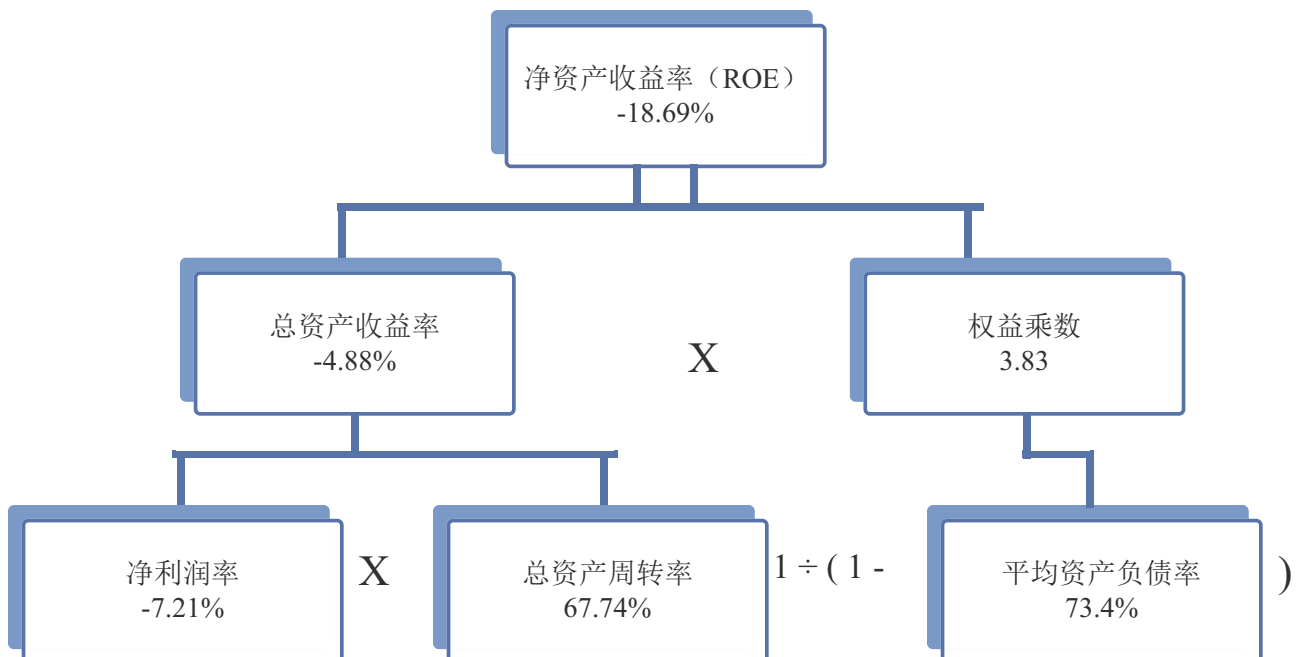 净资产收益率（ROE）
-18.69%
总资产收益率
-4.88%
X
权益乘数
3.83
净利润率
-7.21%
X
总资产周转率
67.74%
1 ÷ ( 1 -
平均资产负债率
73.4%
)